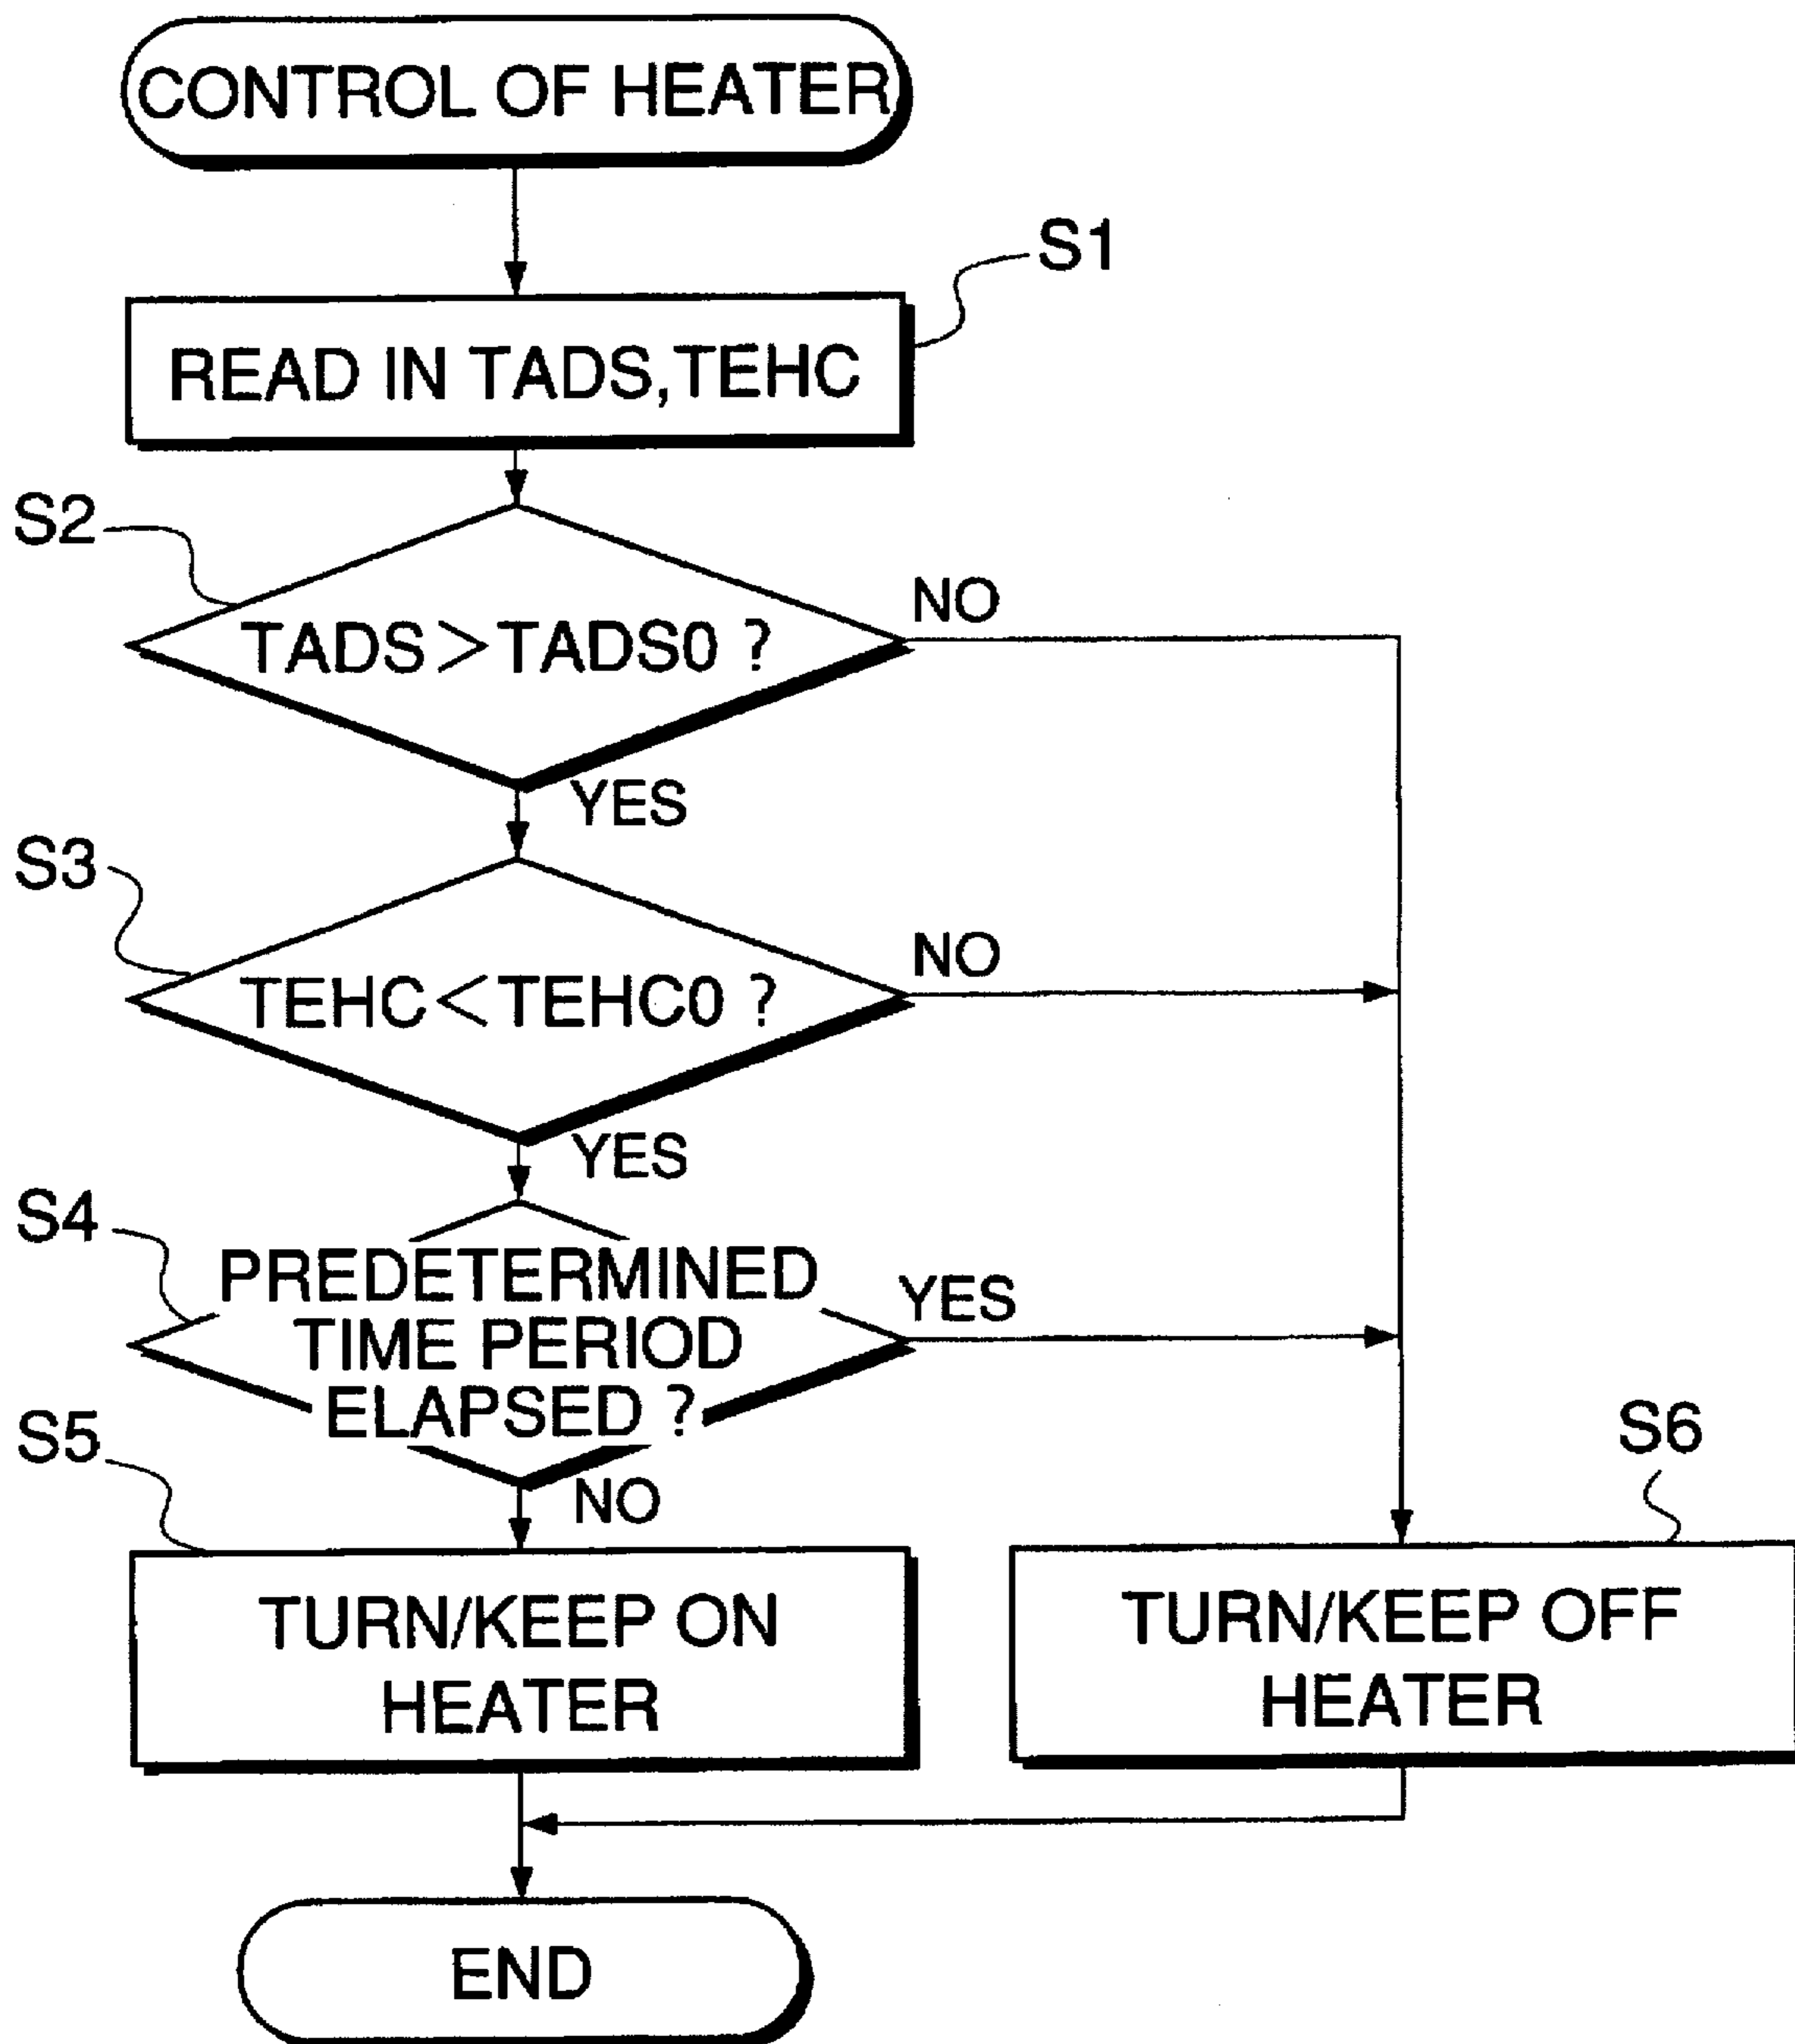 CONTROL OF HEATER
S1
READ IN TADS,TEHC
S2
TADS>TADS0 ?
NO
YES
S3
TEHC<TEHC0 ?
NO
YES
S4
PREDETERMINED
TIME PERIOD
ELAPSED ?
YES
NO
S5
TURN/KEEP ON
HEATER
S6
TURN/KEEP OFF
HEATER
END